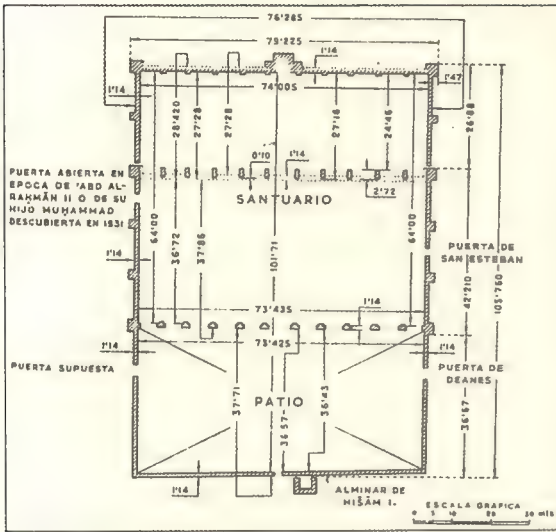 76'285
79'225
1'14
1'47
1'14
74'005
28'420
27'28
27'28
27'16
24'46
26'88
0'10
1'14
2'72
SANTUARIO
PUERTA ABIERTA EN
EPOCA DE 'ABD AL-
RAḤMĀN II O DE SU
HIJO MUḤAMMAD
DESCUBIERTA EN 1931
64'00
36'72
37'86
101'71
64'00
PUERTA DE
SAN ESTEBAN
42'210
105'760
1'14
73'435
1'14
73'425
1'14
1'14
PUERTA SUPUESTA
PUERTA DE
DEANES
PATIO
37'71
36'57
36'43
36'67
1'14
ALMINAR DE
HIŠĀM I.
ESCALA GRAFICA
0 5 10 20 30 mts